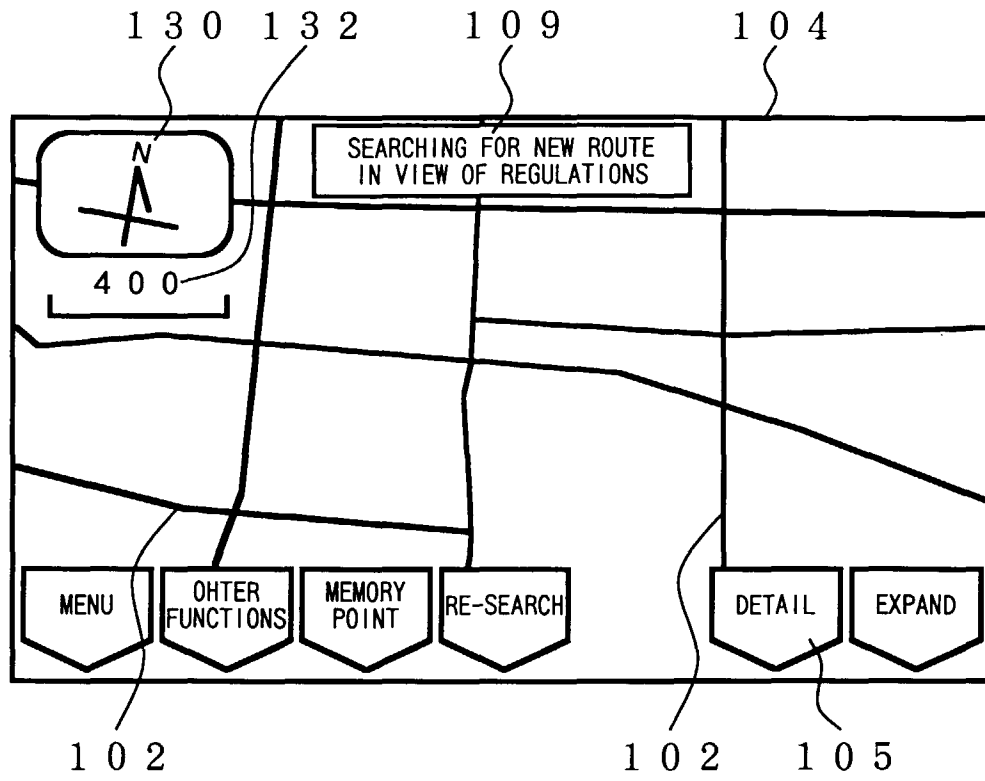 130 132 109 104
N
SEARCHING FOR NEW ROUTE
IN VIEW OF REGULATIONS
400
MENU
OHTER
FUNCTIONS
MEMORY
POINT
RE-SEARCH
DETAIL
EXPAND
102 102 105